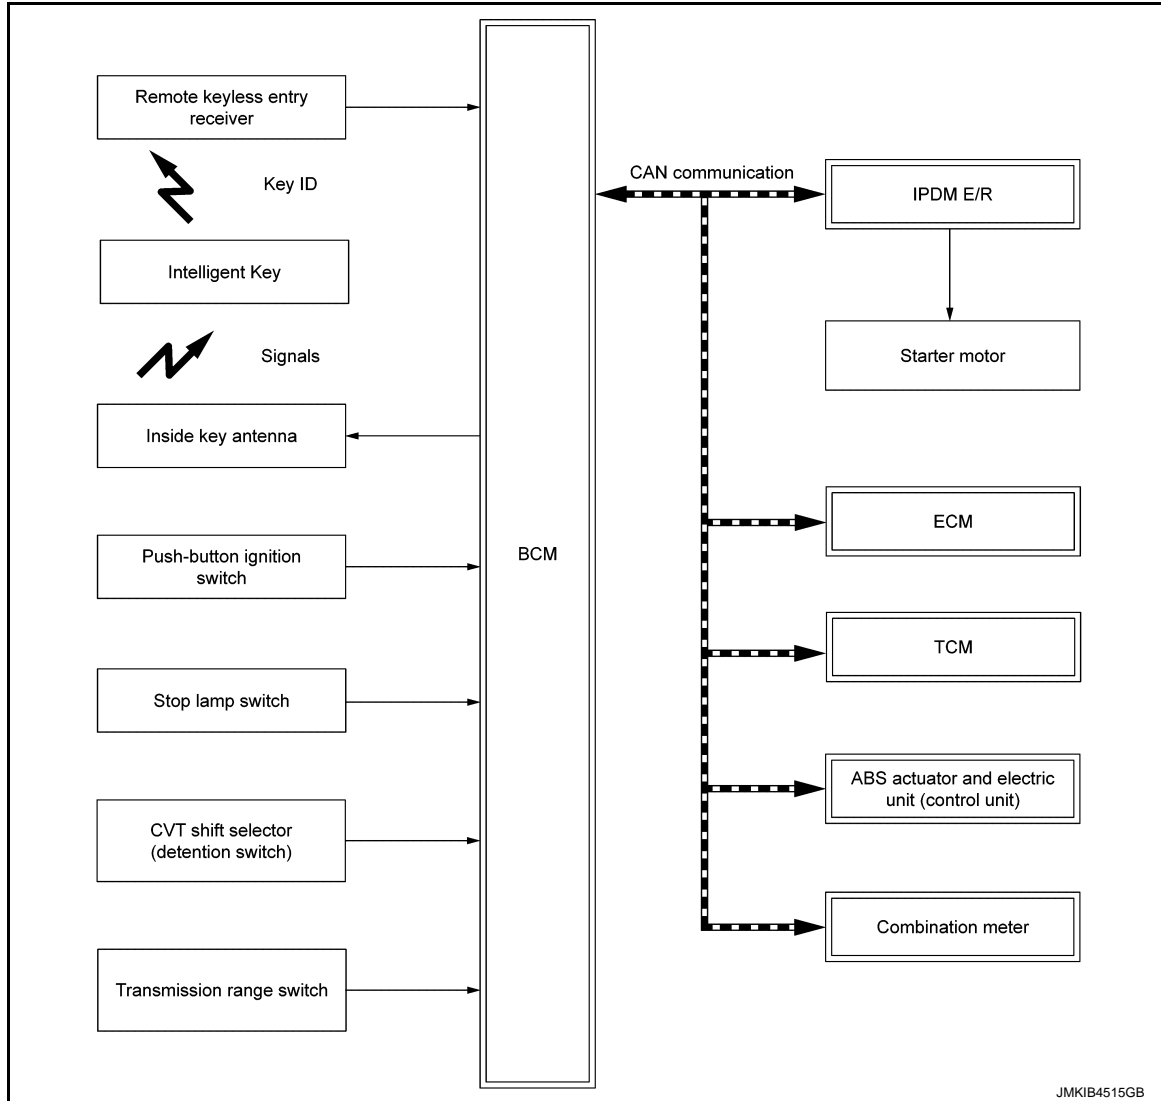 Remote keyless entry
receiver
Key ID
Intelligent Key
Signals
Inside key antenna
Push-button ignition
switch
Stop lamp switch
CVT shift selector
(detention switch)
Transmission range switch
BCM
CAN communication
IPDM E/R
Starter motor
ECM
TCM
ABS actuator and electric
unit (control unit)
Combination meter
JMKIB4515GB